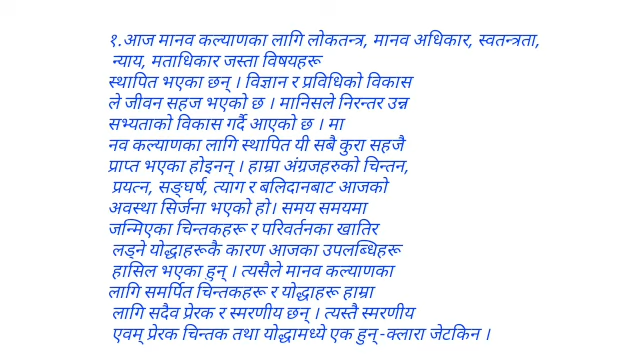 १.आज मानव कल्याणका लागि लोकतन्त्र, मानव अधिकार, स्वतन्त्रता,
न्याय, मताधिकार जस्ता विषयहरू
स्थापित भएका छन् । विज्ञान र प्रविधिको विकास
ले जीवन सहज भएको छ । मानिसले निरन्तर उन्न
सभ्यताको विकास गर्दै आएको छ । मा
नव कल्याणका लागि स्थापित यी सबै कुरा सहजै
प्राप्त भएका होइनन् । हाम्रा अंग्रजहरुको चिन्तन,
प्रयत्न, सङ्घर्ष, त्याग र बलिदानबाट आजको
अवस्था सिर्जना भएको हो। समय समयमा
जन्मिएका चिन्तकहरू र परिवर्तनका खातिर
लड्ने योद्धाहरूकै कारण आजका उपलब्धिहरू
हासिल भएका हुन् । त्यसैले मानव कल्याणका
लागि समर्पित चिन्तकहरू र योद्धाहरू हाम्रा
लागि सदैव प्रेरक र स्मरणीय छन् । त्यस्तै स्मरणीय
एवम् प्रेरक चिन्तक तथा योद्धामध्ये एक हुन्-क्लारा जेटकिन ।